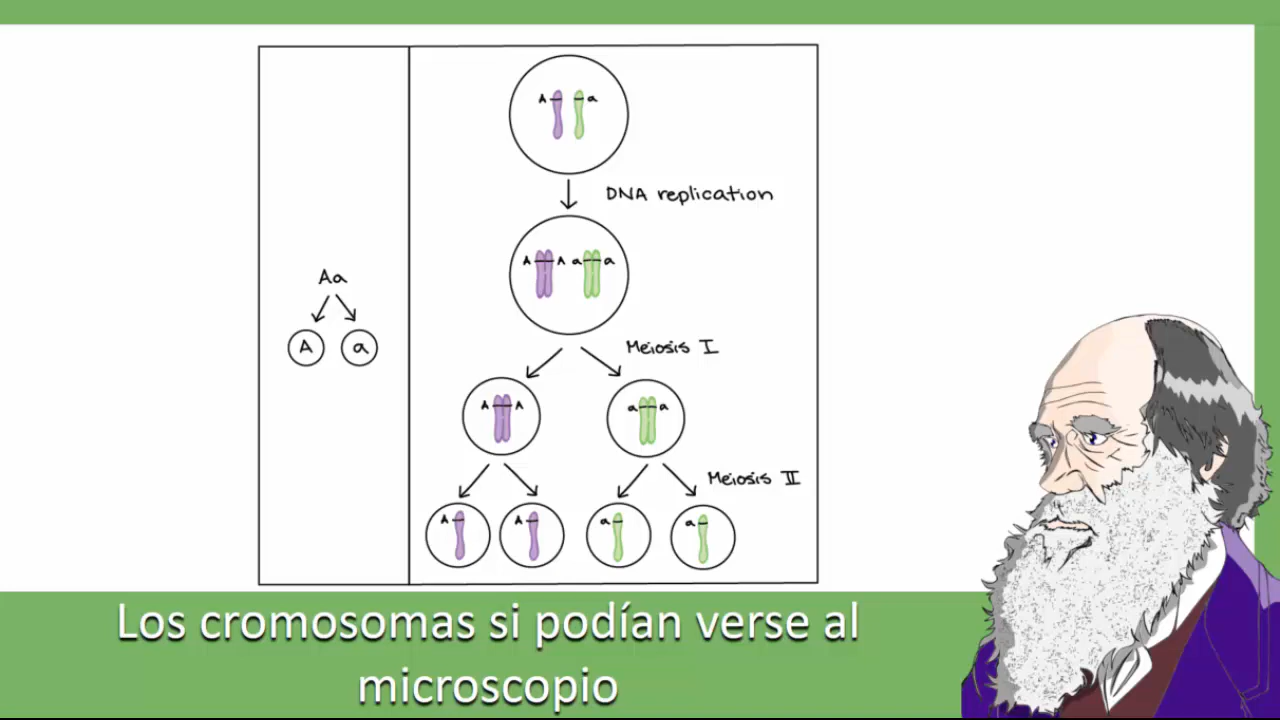 A a
DNA replication
A A a a
Aa
A a
Meiosis I
A A a a
Meiosis II
A A a a
Los cromosomas si podían verse al
microscopio